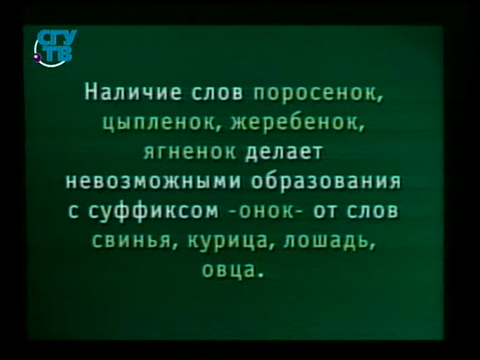 СГУ
ТВ
Наличие слов поросенок,
цыпленок, жеребенок,
ягненок делает
невозможными образования
с суффиксом -онок- от слов
свинья, курица, лошадь,
овца.